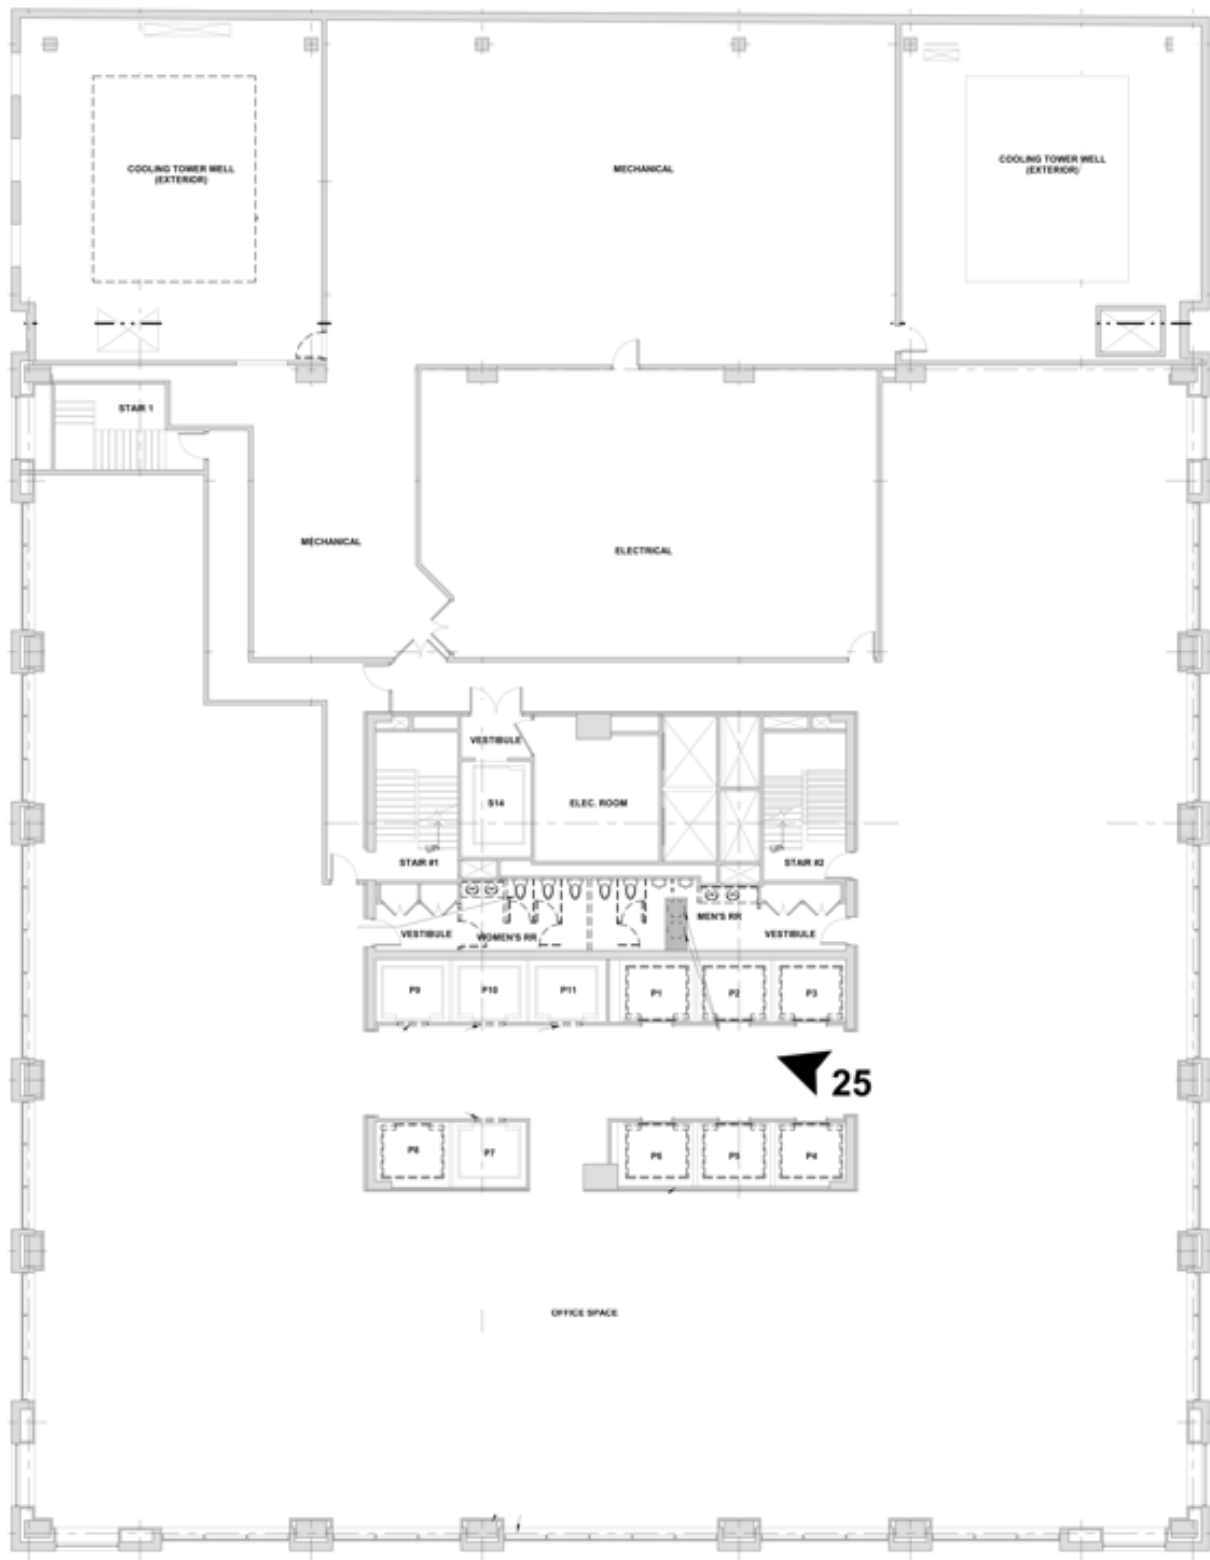 COOLING TOWER WELL
(EXTERIOR)
MECHANICAL
COOLING TOWER WELL
(EXTERIOR)
STAIR 1
MECHANICAL
ELECTRICAL
VESTIBULE
S14
ELEC. ROOM
UP
UP
STAIR #1
STAIR #2
MEN'S RR
VESTIBULE
WOMEN'S RR
VESTIBULE
P9
P10
P11
P1
P2
P3
25
P8
P7
P6
P5
P4
OFFICE SPACE